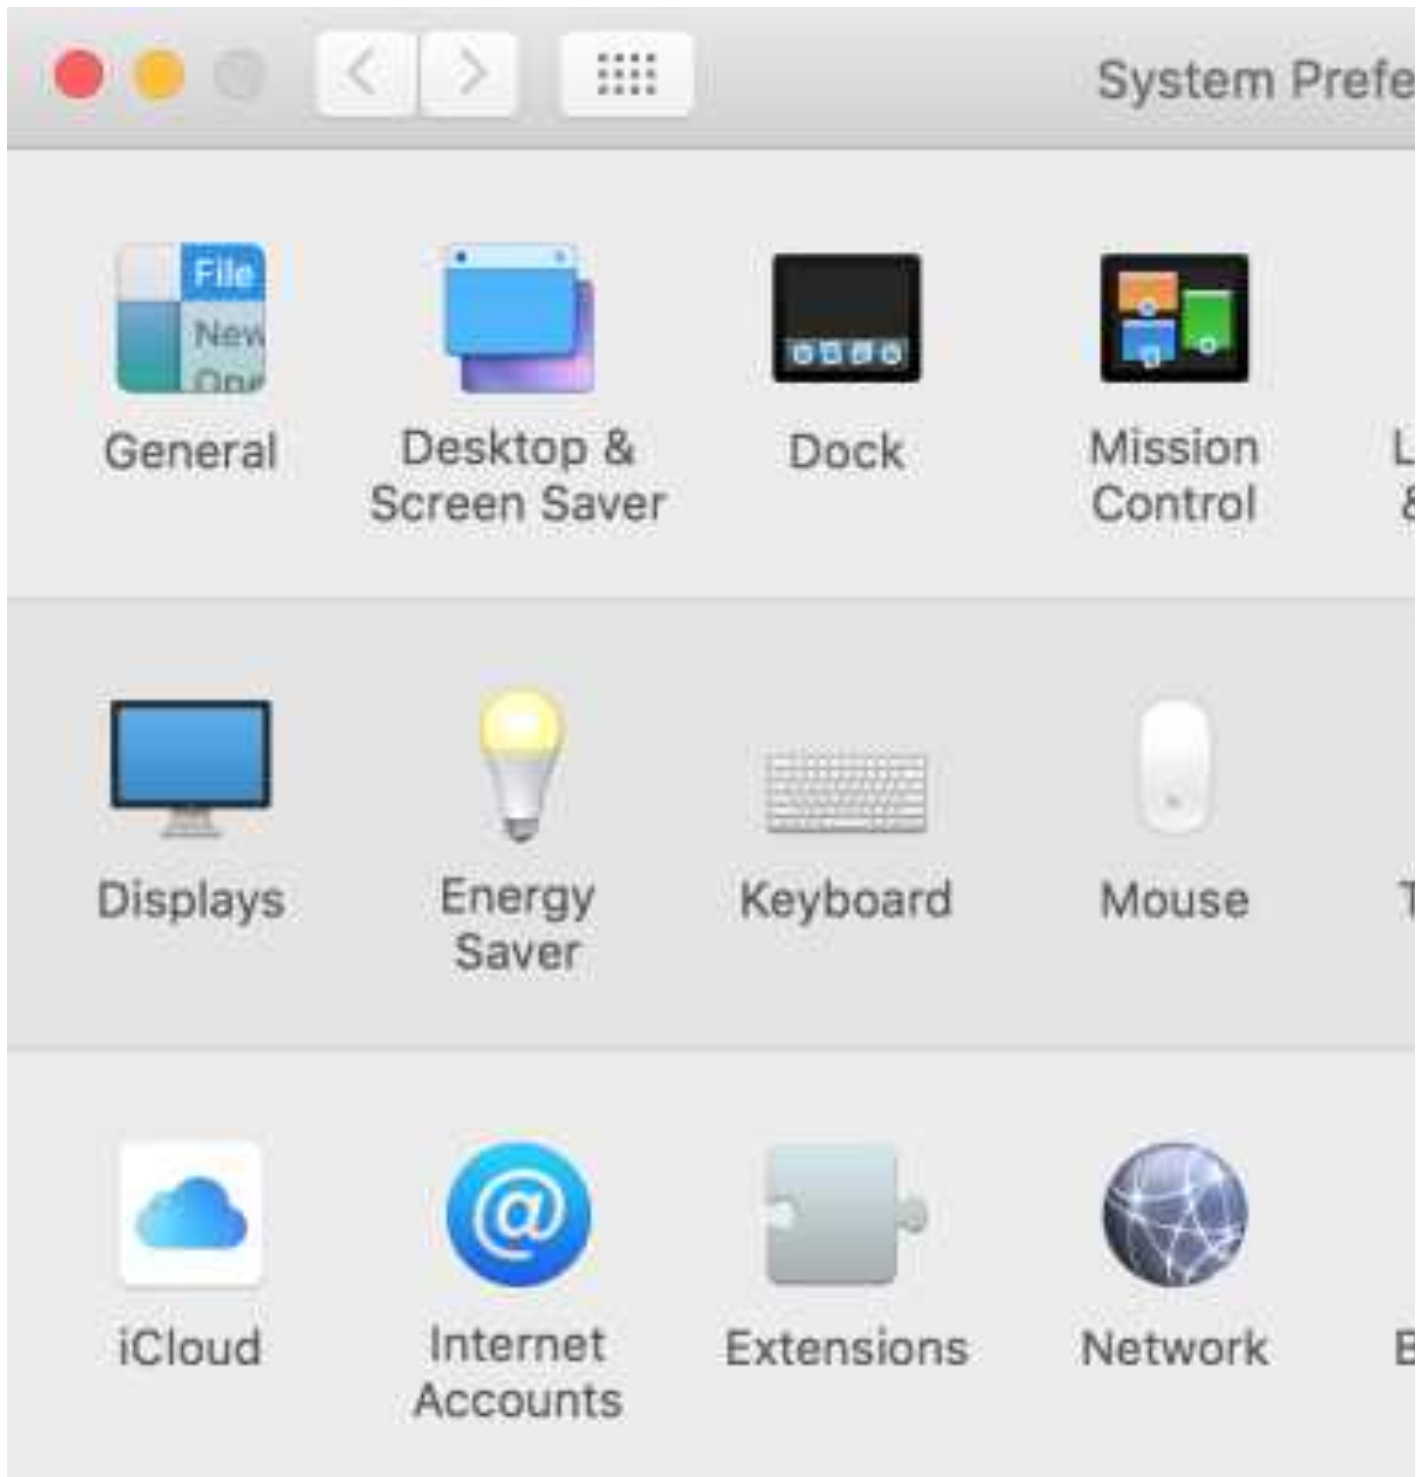 System Prefe
File
New
Ope
General
Desktop &
Screen Saver
Dock
Mission
Control
L
&
Displays
Energy
Saver
Keyboard
Mouse
T
iCloud
@
Internet
Accounts
Extensions
Network
B